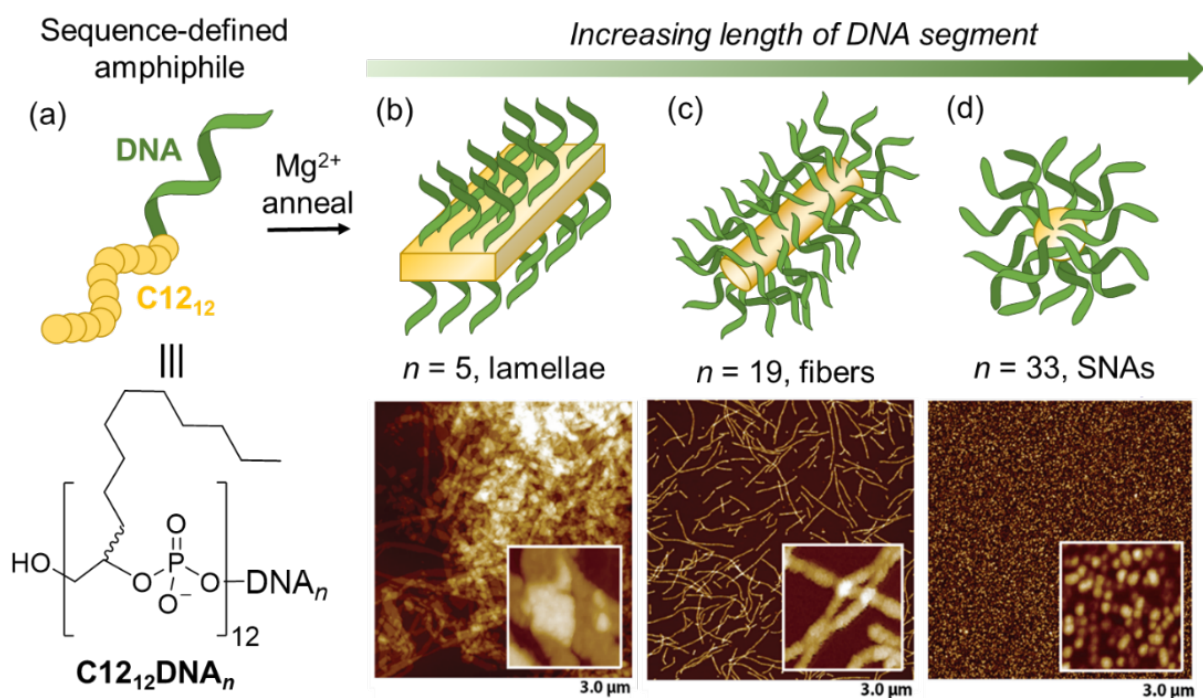 Sequence-defined
amphiphile
Increasing length of DNA segment
(a)
DNA
C12₁₂
Mg²⁺
anneal
(b)
(c)
(d)
n = 5, lamellae
n = 19, fibers
n = 33, SNAs
HO
O
P
O
O⁻
O
DNAₙ
12
C12₁₂DNAₙ
3.0 µm
3.0 µm
3.0 µm